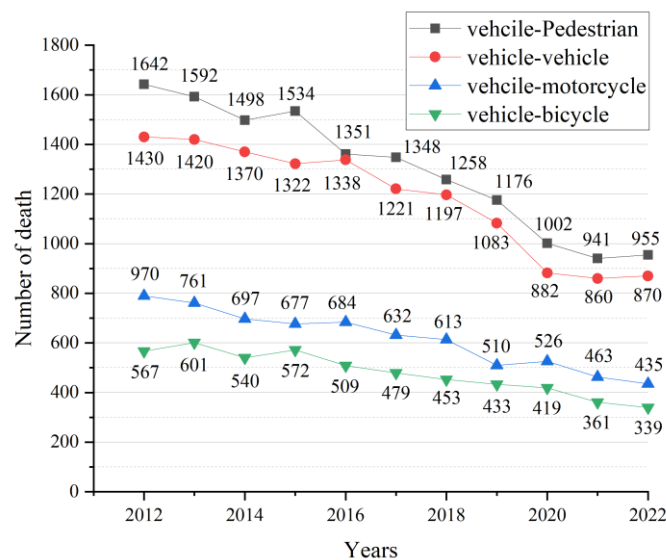 vehcile-Pedestrian
vehicle-vehicle
vehcile-motorcycle
vehicle-bicycle
Number of death
1800
1600
1400
1200
1000
800
600
400
200
0
1642 1592 1498 1534 1351 1348 1258 1176 1002 941 955
1430 1420 1370 1322 1338 1221 1197 1083 882 860 870
970 761 697 677 684 632 613 510 526 463 435
567 601 540 572 509 479 453 433 419 361 339
2012 2014 2016 2018 2020 2022
Years